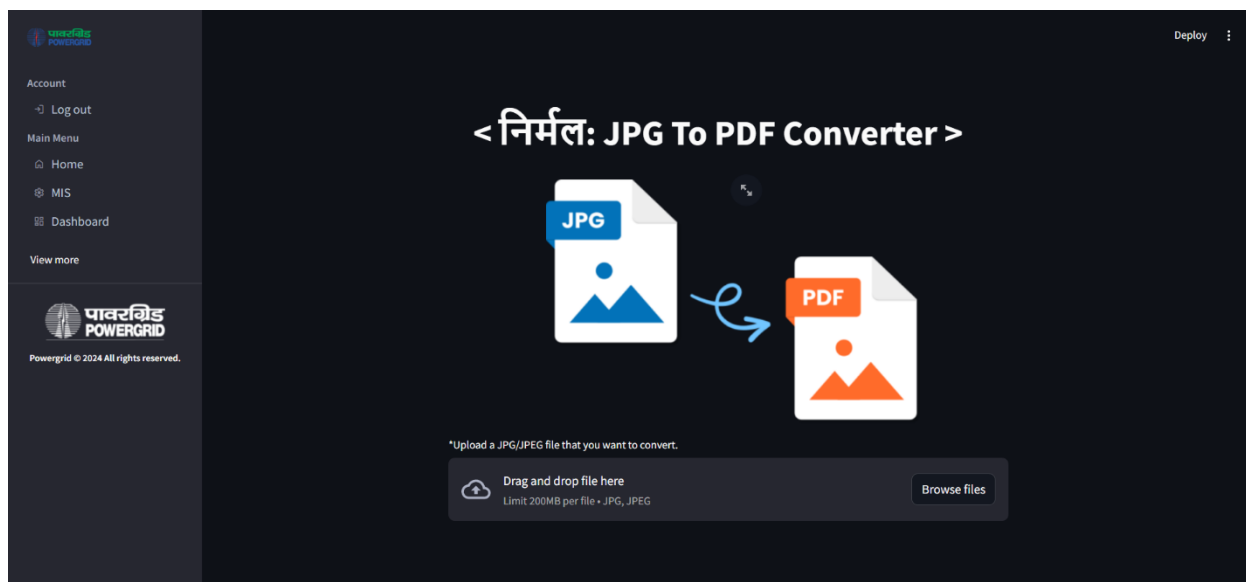 पावरग्रिड
POWERGRID
Account
Log out
Main Menu
Home
MIS
Dashboard
View more
पावरग्रिड
POWERGRID
Powergrid © 2024 All rights reserved.
Deploy
< निर्मल: JPG To PDF Converter >
JPG
PDF
*Upload a JPG/JPEG file that you want to convert.
Drag and drop file here
Limit 200MB per file • JPG, JPEG
Browse files